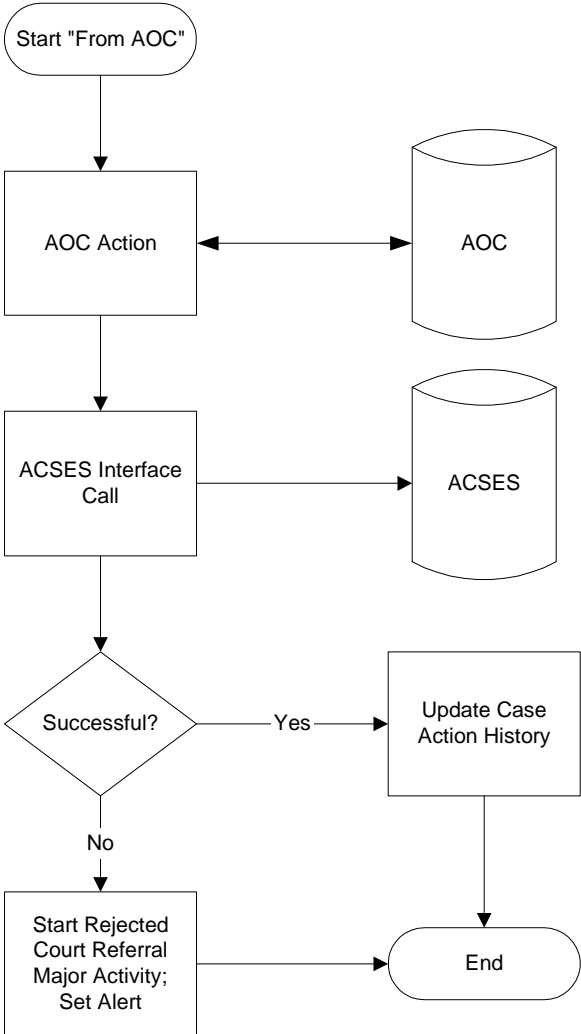 Start "From AOC"
AOC Action
AOC
ACSES Interface
Call
ACSES
Successful?
Yes
Update Case
Action History
No
Start Rejected
Court Referral
Major Activity;
Set Alert
End